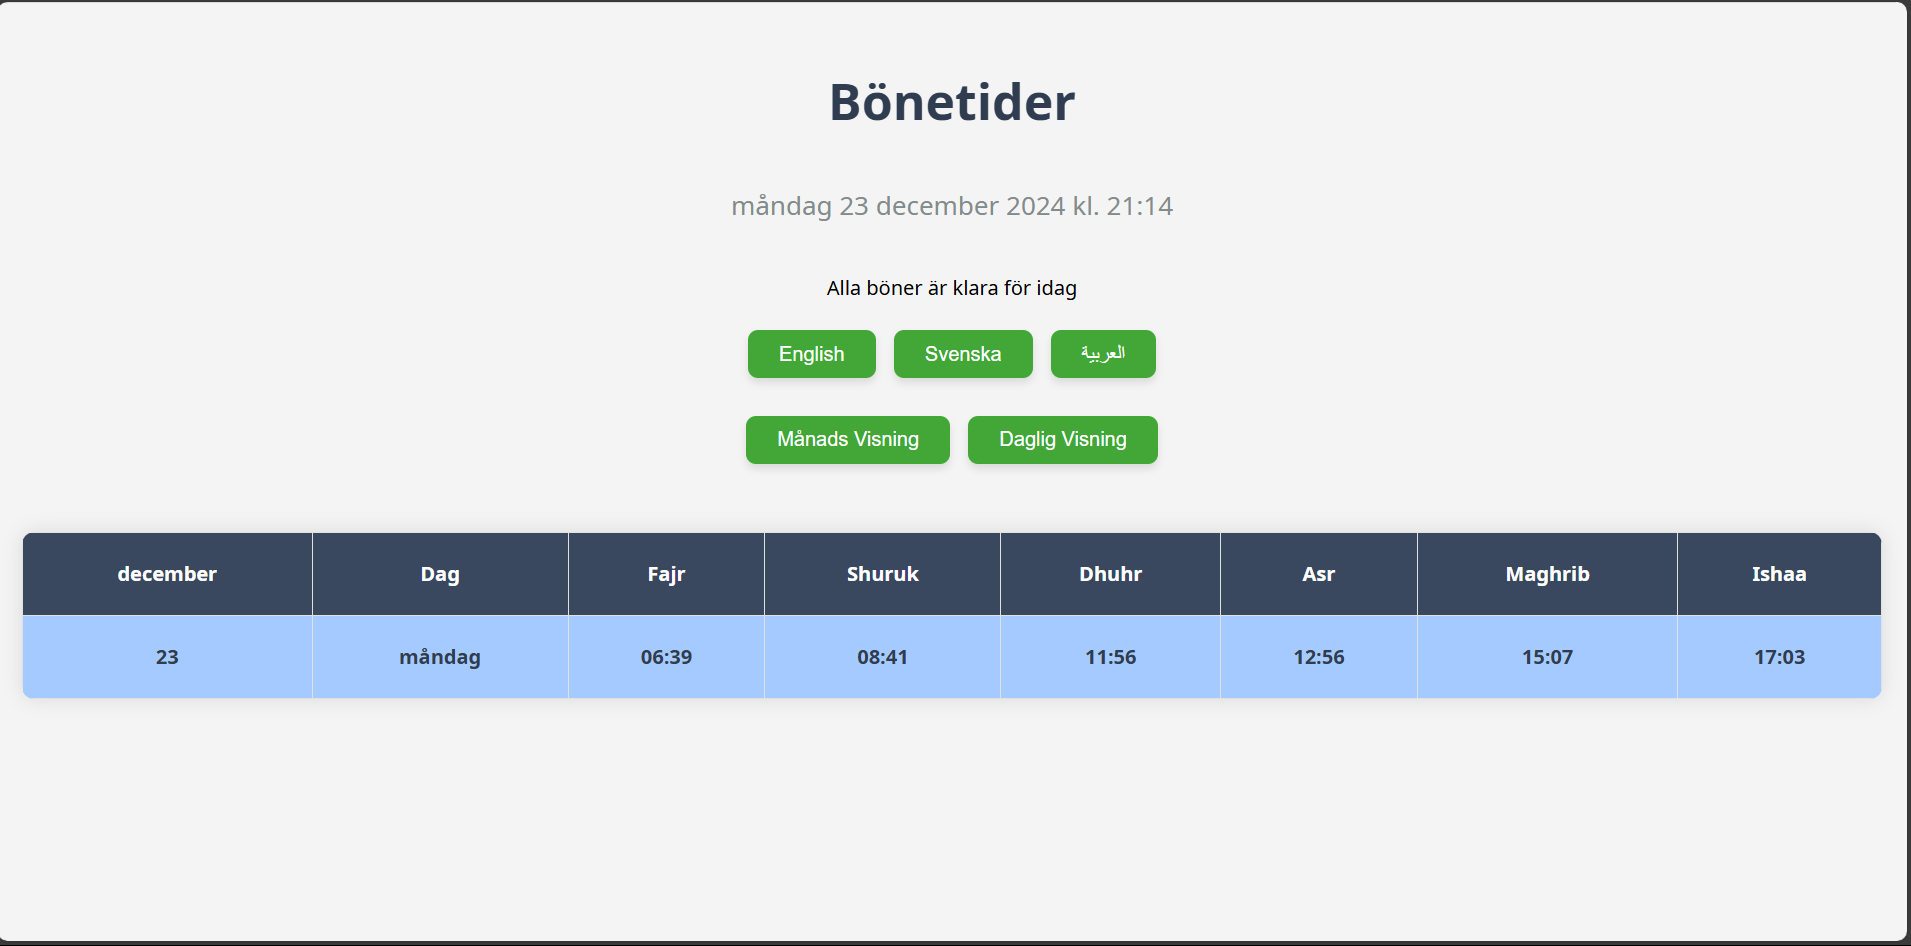 Bönetider
måndag 23 december 2024 kl. 21:14
Alla böner är klara för idag
English Svenska العربية
Månads Visning Daglig Visning
december Dag Fajr Shuruk Dhuhr Asr Maghrib Ishaa
23 måndag 06:39 08:41 11:56 12:56 15:07 17:03